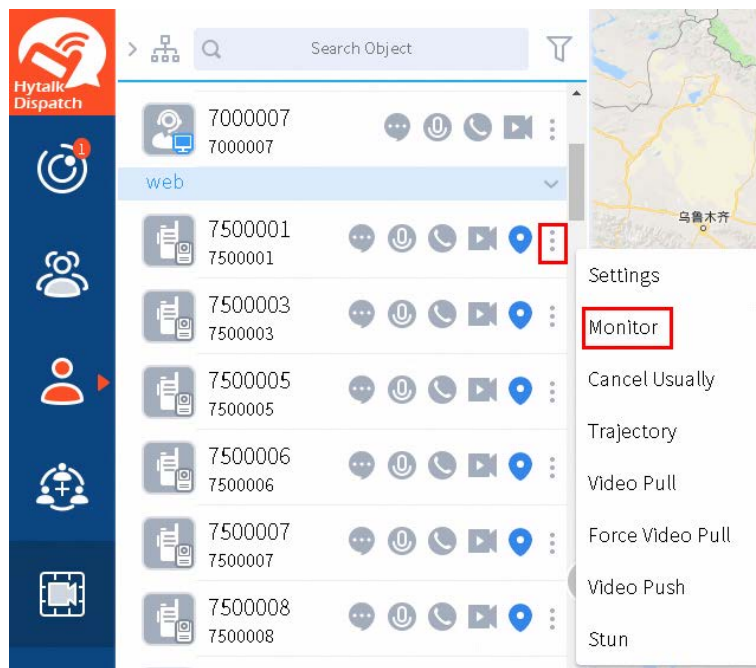 Hytalk
Dispatch
1
Search Object
7000007
7000007
web
7500001
7500001
7500003
7500003
7500005
7500005
7500006
7500006
7500007
7500007
7500008
7500008
乌鲁木齐
Settings
Monitor
Cancel Usually
Trajectory
Video Pull
Force Video Pull
Video Push
Stun